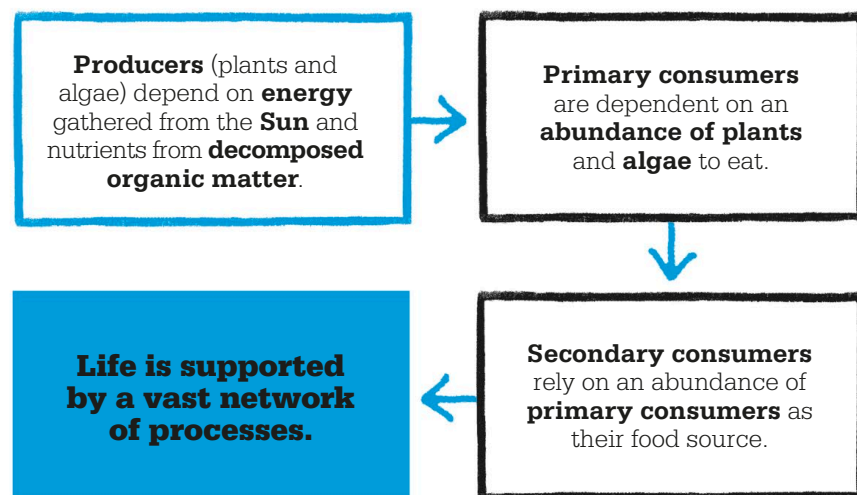 Producers (plants and
algae) depend on energy
gathered from the Sun and
nutrients from decomposed
organic matter.
Primary consumers
are dependent on an
abundance of plants
and algae to eat.
Secondary consumers
rely on an abundance of
primary consumers as
their food source.
Life is supported
by a vast network
of processes.